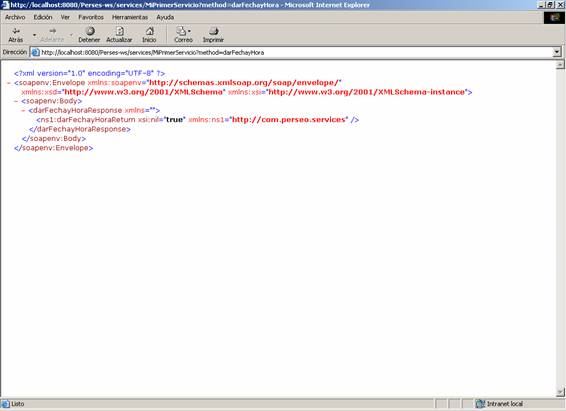 http://localhost:8080/Perses-ws/services/MiPrimerServicio?method=darFechayHora - Microsoft Internet Explorer
Archivo Edición Ver Favoritos Herramientas Ayuda
Atrás Adelante Detener Actualizar Inicio Correo Imprimir
Dirección http://localhost:8080/Perses-ws/services/MiPrimerServicio?method=darFechayHora
<?xml version="1.0" encoding="UTF-8" ?>
- <soapenv:Envelope xmlns:soapenv="http://schemas.xmlsoap.org/soap/envelope/"
xmlns:xsd="http://www.w3.org/2001/XMLSchema" xmlns:xsi="http://www.w3.org/2001/XMLSchema-instance">
- <soapenv:Body>
- <darFechayHoraResponse xmlns="">
<ns1:darFechayHoraReturn xsi:nil="true" xmlns:ns1="http://com.perseo.services" />
</darFechayHoraResponse>
</soapenv:Body>
</soapenv:Envelope>
Listo Intranet local